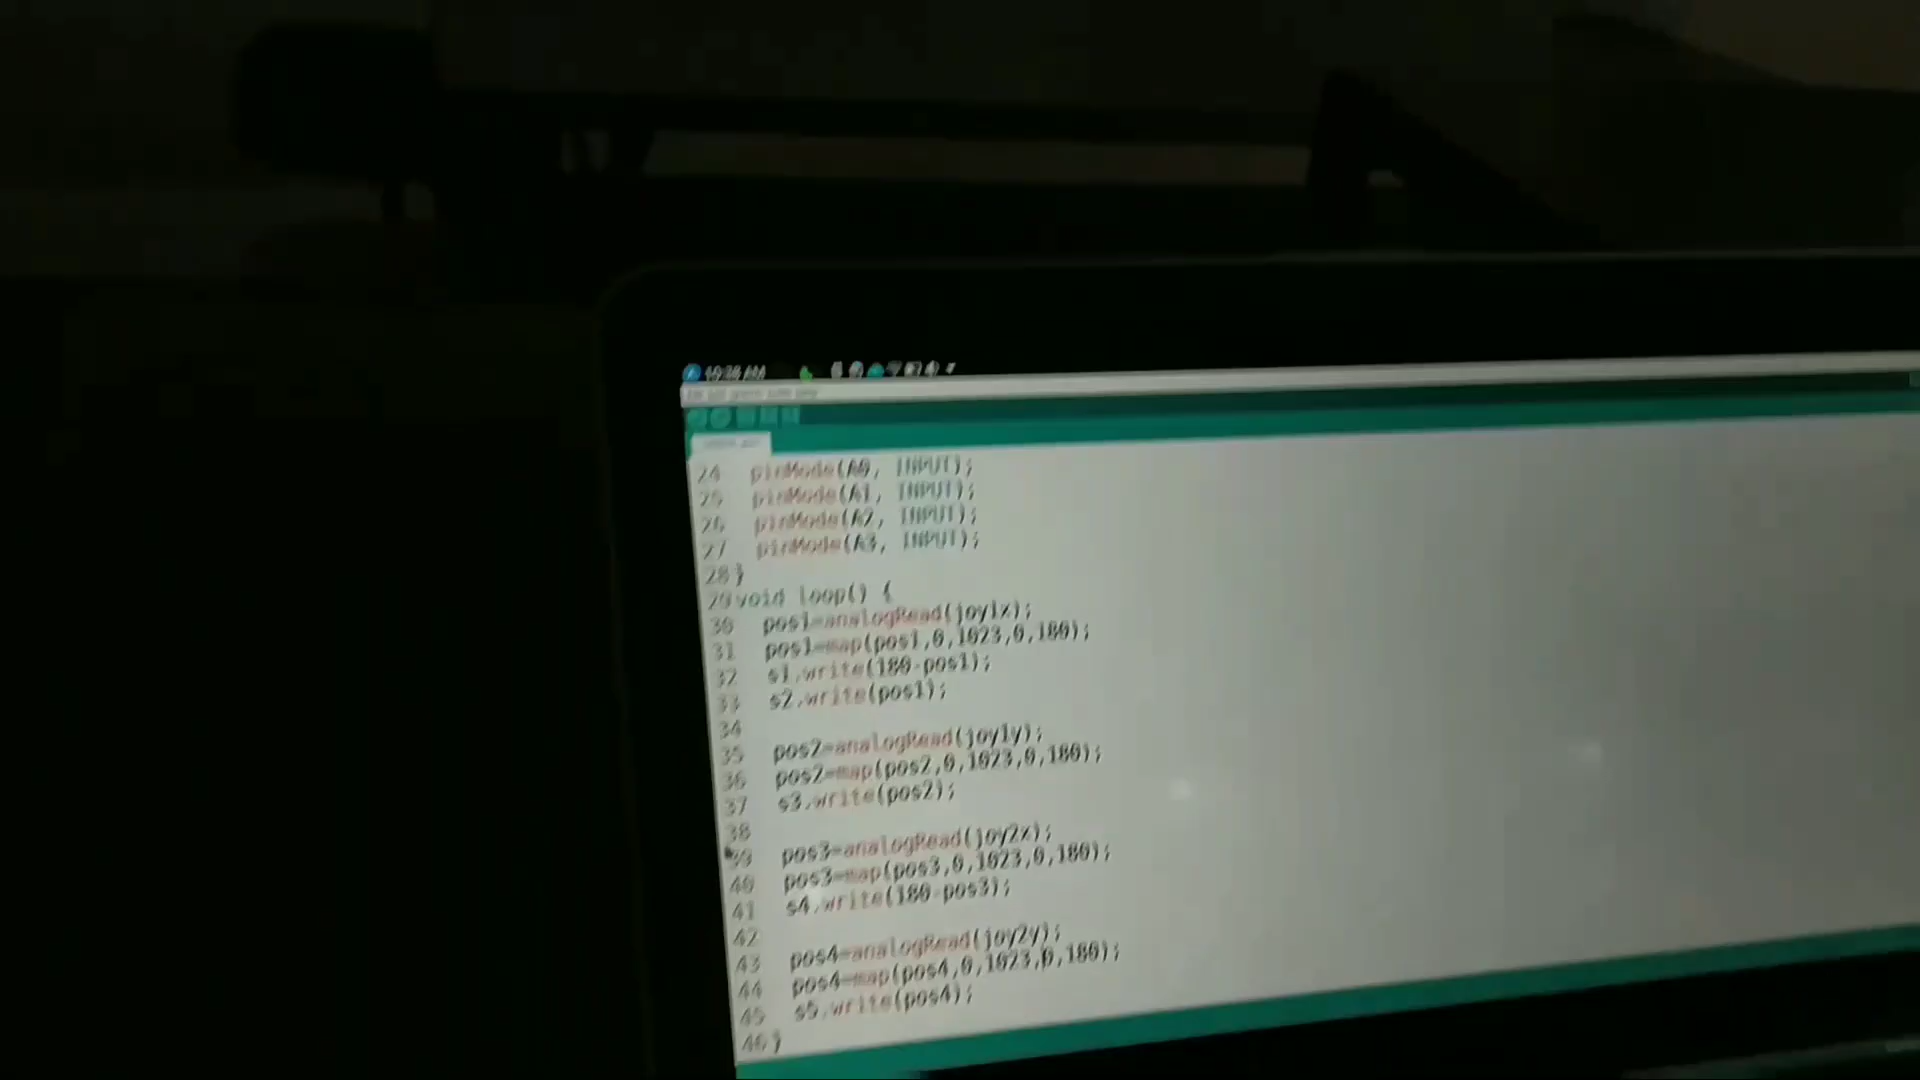 24 pinMode(A0, INPUT);
25 pinMode(A1, INPUT);
26 pinMode(A2, INPUT);
27 pinMode(A3, INPUT);
28 }
29 void loop() {
30 pos1=analogRead(joy1x);
31 pos1=map(pos1,0,1023,0,180);
32 s1.write(180-pos1);
33 s2.write(pos1);
34
35 pos2=analogRead(joy1y);
36 pos2=map(pos2,0,1023,0,180);
37 s3.write(pos2);
38
39 pos3=analogRead(joy2x);
40 pos3=map(pos3,0,1023,0,180);
41 s4.write(180-pos3);
42
43 pos4=analogRead(joy2y);
44 pos4=map(pos4,0,1023,0,180);
45 s5.write(pos4);
46 }